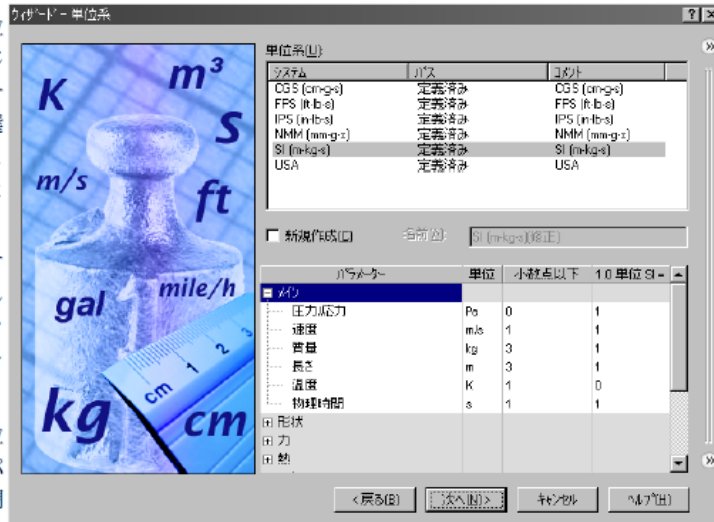 ウィザード - 単位系
K
m³
S
m/s
ft
gal
mile/h
kg
cm
1 2 3
cm
単位系(U):
システム パス コメント
CGS (cm-g-s) 定義済み CGS (cm-g-s)
FPS (ft-lb-s) 定義済み FPS (ft-lb-s)
IPS (in-lb-s) 定義済み IPS (in-lb-s)
NMM (mm-g-s) 定義済み NMM (mm-g-s)
SI (m-kg-s) 定義済み SI (m-kg-s)
USA 定義済み USA
新規作成(C) 名前(N): SI (m-kg-s)(修正)
パラメーター 単位 小数点以下 1.0 単位 SI =
メイン
圧力/応力 Pa 0 1
速度 m/s 1 1
質量 kg 3 1
長さ m 3 1
温度 K 1 0
物理時間 s 1 1
形状
力
熱
<戻る(B) 次へ(N)> キャンセル ヘルプ(H)